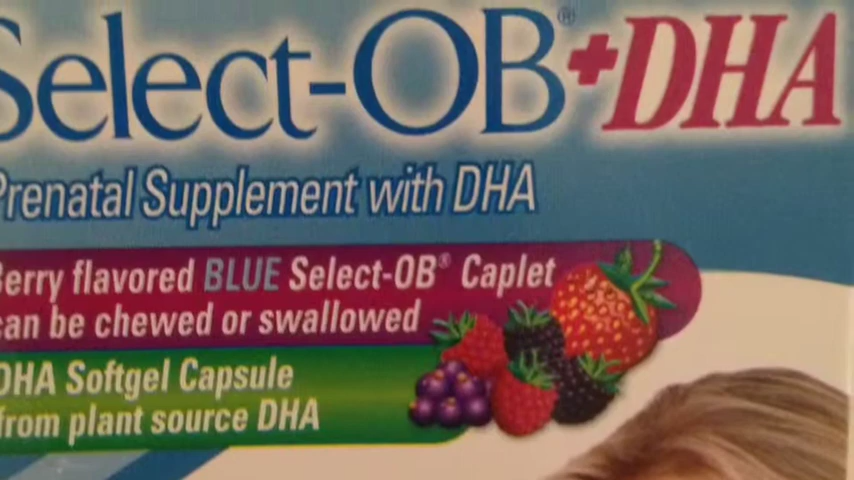 Select-OB®+DHA
Prenatal Supplement with DHA
Berry flavored BLUE Select-OB® Caplet
can be chewed or swallowed
DHA Softgel Capsule
from plant source DHA